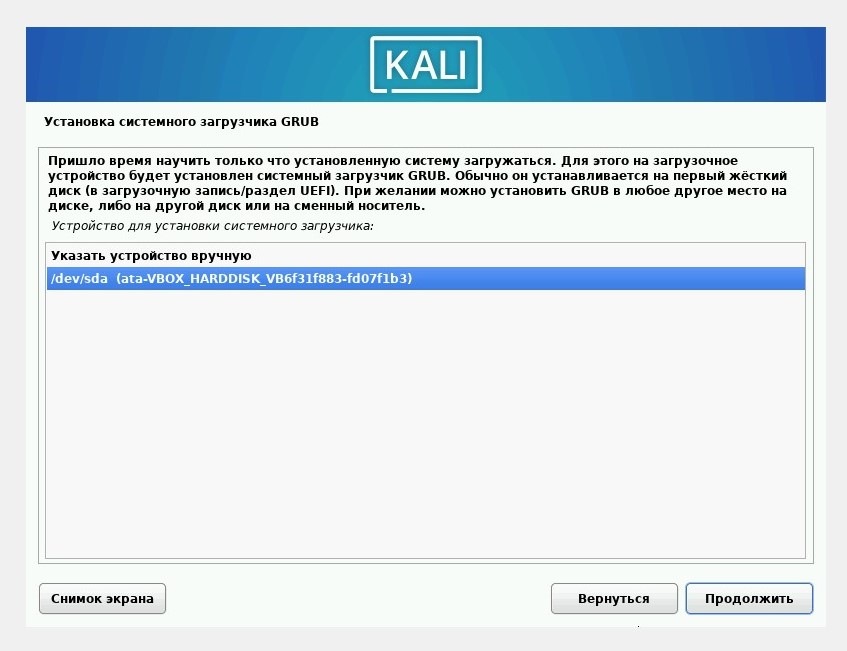 KALI
Установка системного загрузчика GRUB
Пришло время научить только что установленную систему загружаться. Для этого на загрузочное
устройство будет установлен системный загрузчик GRUB. Обычно он устанавливается на первый жёсткий
диск (в загрузочную запись/раздел UEFI). При желании можно установить GRUB в любое другое место на
диске, либо на другой диск или на сменный носитель.
Устройство для установки системного загрузчика:
Указать устройство вручную
/dev/sda (ata-VBOX_HARDDISK_VB6f31f883-fd07f1b3)
Снимок экрана
Вернуться
Продолжить